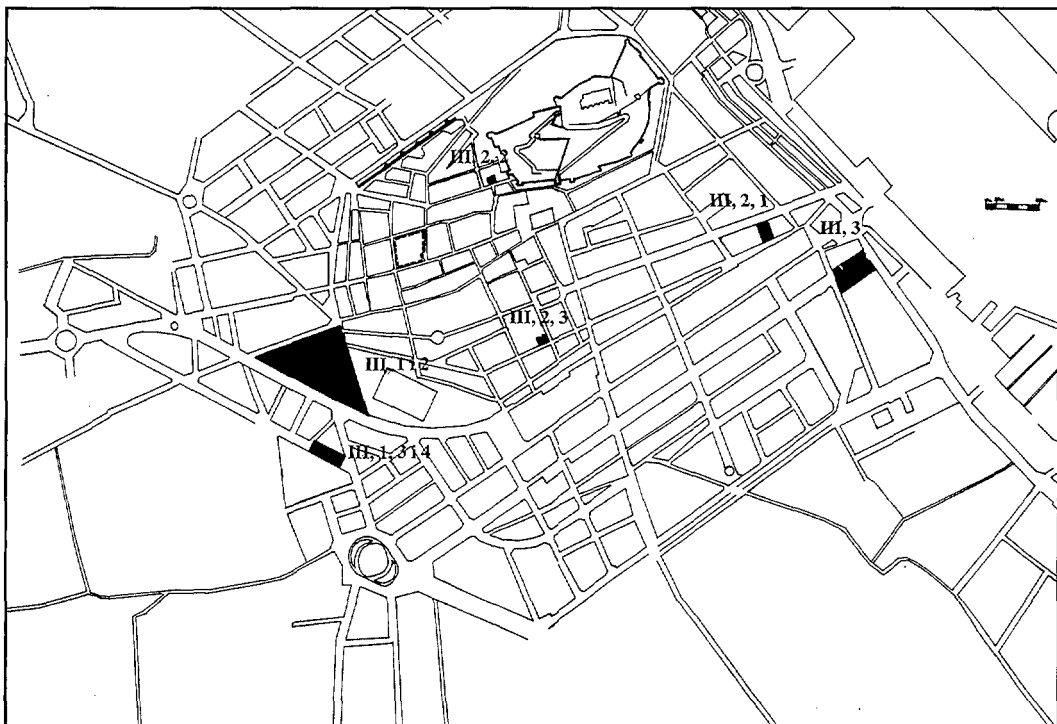 III, 2, 2
III, 2, 1
III, 3
III, 2, 3
III, 1 i 2
III, 1, 3 i 4